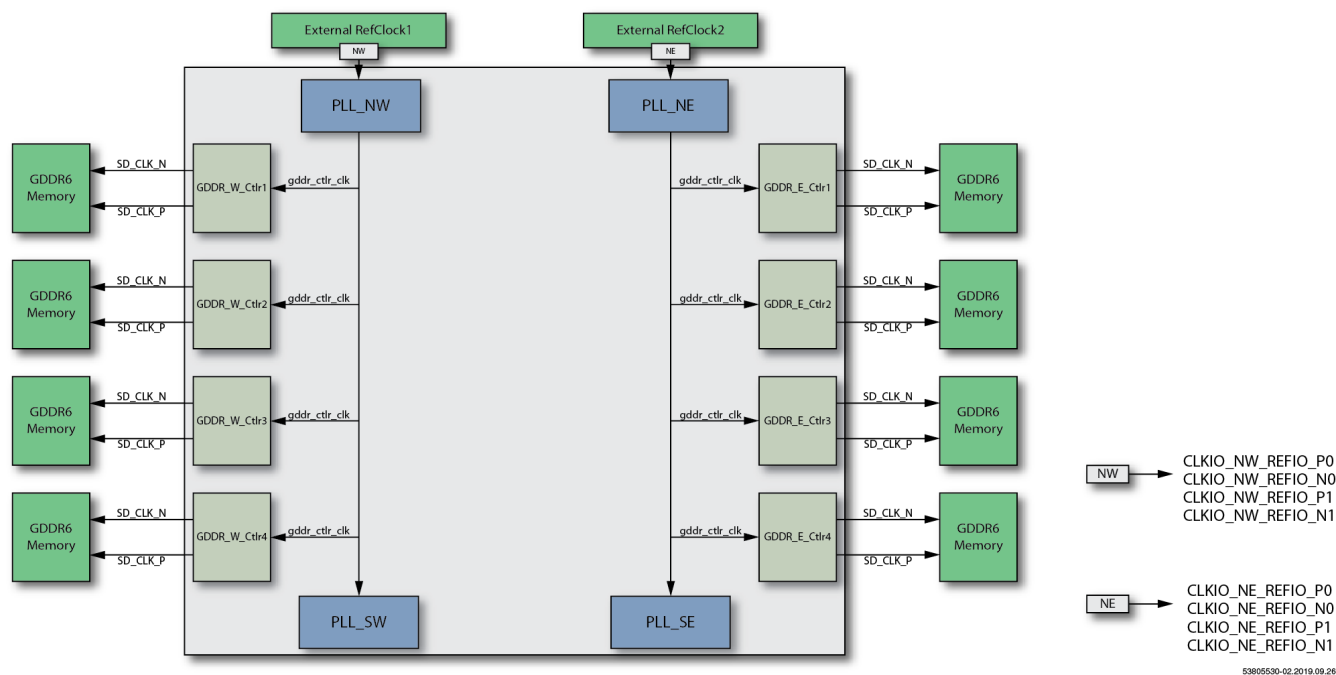 External RefClock1
External RefClock2
NW
NE
PLL_NW
PLL_NE
GDDR6
Memory
SD_CLK_N
SD_CLK_P
GDDR_W_Ctlr1
gddr_ctlr_clk
gddr_ctlr_clk
GDDR_E_Ctlr1
SD_CLK_N
SD_CLK_P
GDDR6
Memory
GDDR6
Memory
SD_CLK_N
SD_CLK_P
GDDR_W_Ctlr2
gddr_ctlr_clk
gddr_ctlr_clk
GDDR_E_Ctlr2
SD_CLK_N
SD_CLK_P
GDDR6
Memory
GDDR6
Memory
SD_CLK_N
SD_CLK_P
GDDR_W_Ctlr3
gddr_ctlr_clk
gddr_ctlr_clk
GDDR_E_Ctlr3
SD_CLK_N
SD_CLK_P
GDDR6
Memory
GDDR6
Memory
SD_CLK_N
SD_CLK_P
GDDR_W_Ctlr4
gddr_ctlr_clk
gddr_ctlr_clk
GDDR_E_Ctlr4
SD_CLK_N
SD_CLK_P
GDDR6
Memory
PLL_SW
PLL_SE
NW
CLKIO_NW_REFIO_P0
CLKIO_NW_REFIO_N0
CLKIO_NW_REFIO_P1
CLKIO_NW_REFIO_N1
NE
CLKIO_NE_REFIO_P0
CLKIO_NE_REFIO_N0
CLKIO_NE_REFIO_P1
CLKIO_NE_REFIO_N1
53805530-02.2019.09.26